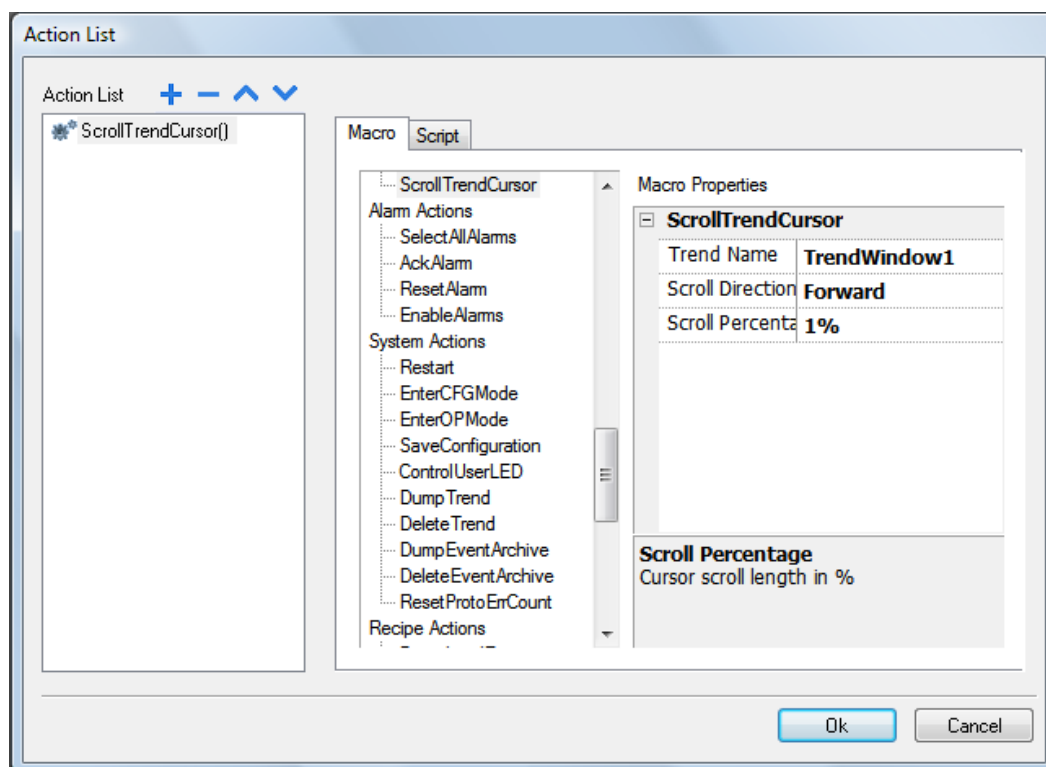 Action List
Action List
ScrollTrendCursor()
Macro
Script
ScrollTrendCursor
Alarm Actions
SelectAllAlarms
AckAlarm
ResetAlarm
EnableAlarms
System Actions
Restart
EnterCFGMode
EnterOPMode
SaveConfiguration
ControlUserLED
DumpTrend
DeleteTrend
DumpEventArchive
DeleteEventArchive
ResetProtoErrCount
Recipe Actions
Macro Properties
ScrollTrendCursor
Trend Name TrendWindow1
Scroll Direction Forward
Scroll Percenta 1%
Scroll Percentage
Cursor scroll length in %
Ok
Cancel